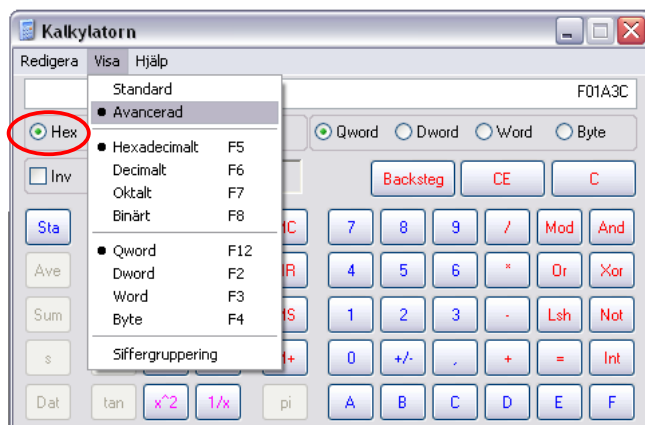 Kalkylatorn
Redigera Visa Hjälp
F01A3C
Standard
Avancerad
Hexadecimalt F5
Decimalt F6
Oktalt F7
Binärt F8
Qword F12
Dword F2
Word F3
Byte F4
Siffergruppering
Hex Qword Dword Word Byte
Inv Backsteg CE C
Sta 7 8 9 / Mod And
Ave 4 5 6 * Or Xor
Sum 1 2 3 - Lsh Not
s M+ 0 +/- , + = Int
Dat tan x^2 1/x pi A B C D E F